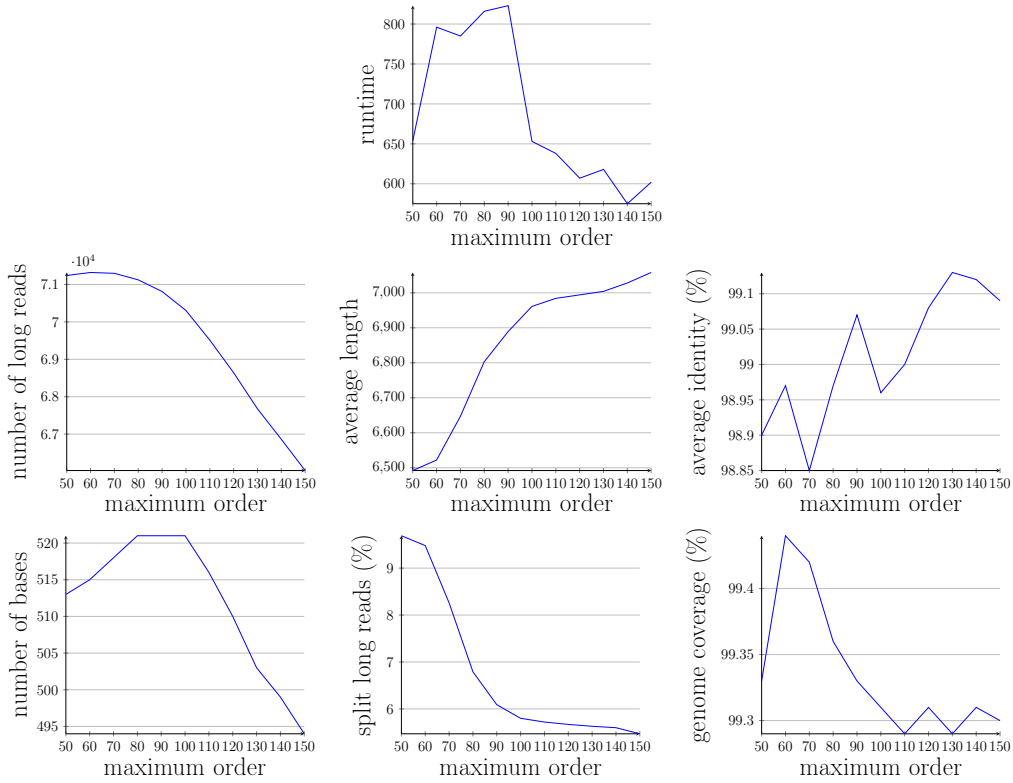 800
750
700
650
600
runtime
50 60 70 80 90 100 110 120 130 140 150
maximum order
·10⁴
7.1
7
6.9
6.8
6.7
number of long reads
50 60 70 80 90 100 110 120 130 140 150
maximum order
7,000
6,900
6,800
6,700
6,600
6,500
average length
50 60 70 80 90 100 110 120 130 140 150
maximum order
99.1
99.05
99
98.95
98.9
98.85
average identity (%)
50 60 70 80 90 100 110 120 130 140 150
maximum order
520
515
510
505
500
495
number of bases
50 60 70 80 90 100 110 120 130 140 150
maximum order
9
8
7
6
split long reads (%)
50 60 70 80 90 100 110 120 130 140 150
maximum order
99.4
99.35
99.3
genome coverage (%)
50 60 70 80 90 100 110 120 130 140 150
maximum order